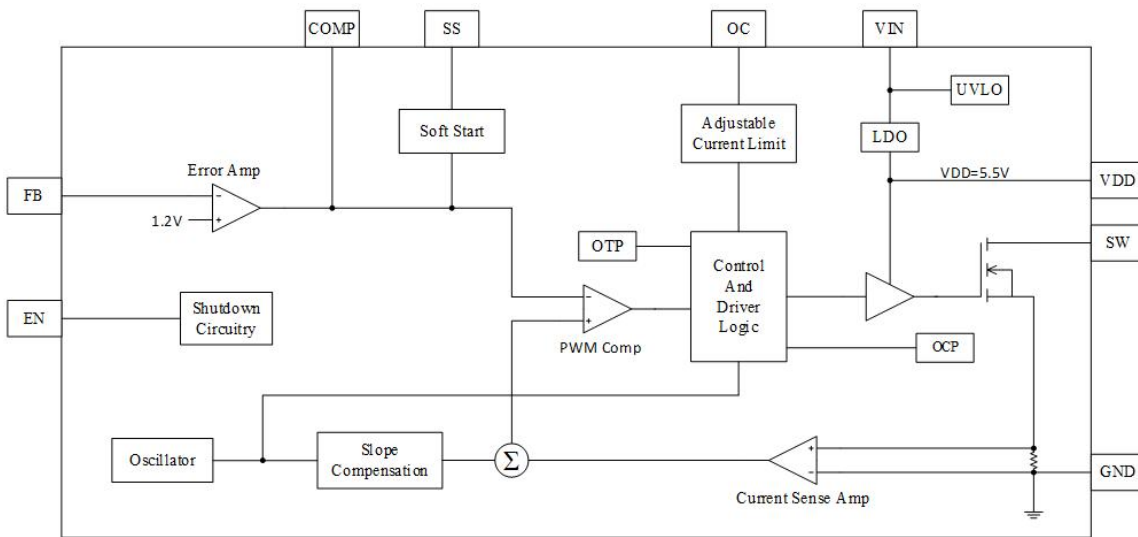 COMP
SS
OC
VIN
UVLO
Soft Start
Adjustable
Current Limit
LDO
Error Amp
VDD=5.5V
VDD
FB
-
+
1.2V
SW
OTP
Control
And
Driver
Logic
EN
Shutdown
Circuitry
-
+
PWM Comp
OCP
Oscillator
Slope
Compensation
Σ
+
-
Current Sense Amp
GND